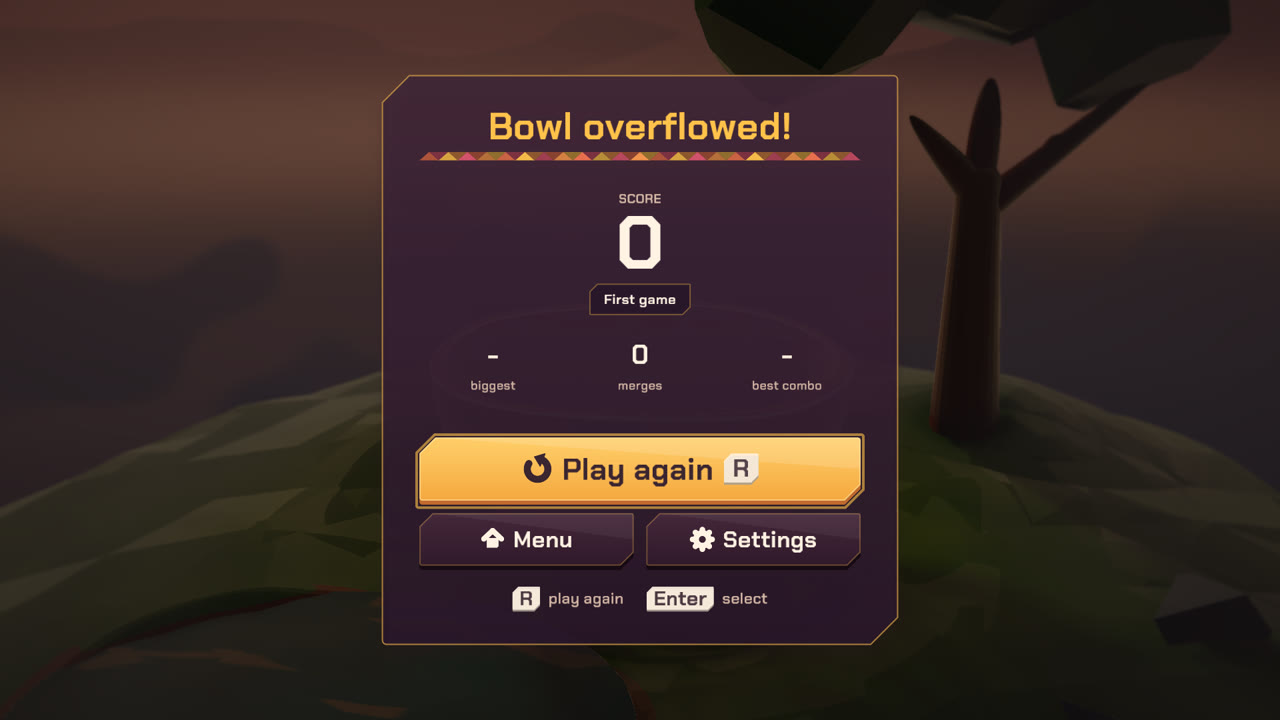 Bowl overflowed!
SCORE
0
First game
- 0 -
biggest merges best combo
Play again R
Menu Settings
R play again Enter select